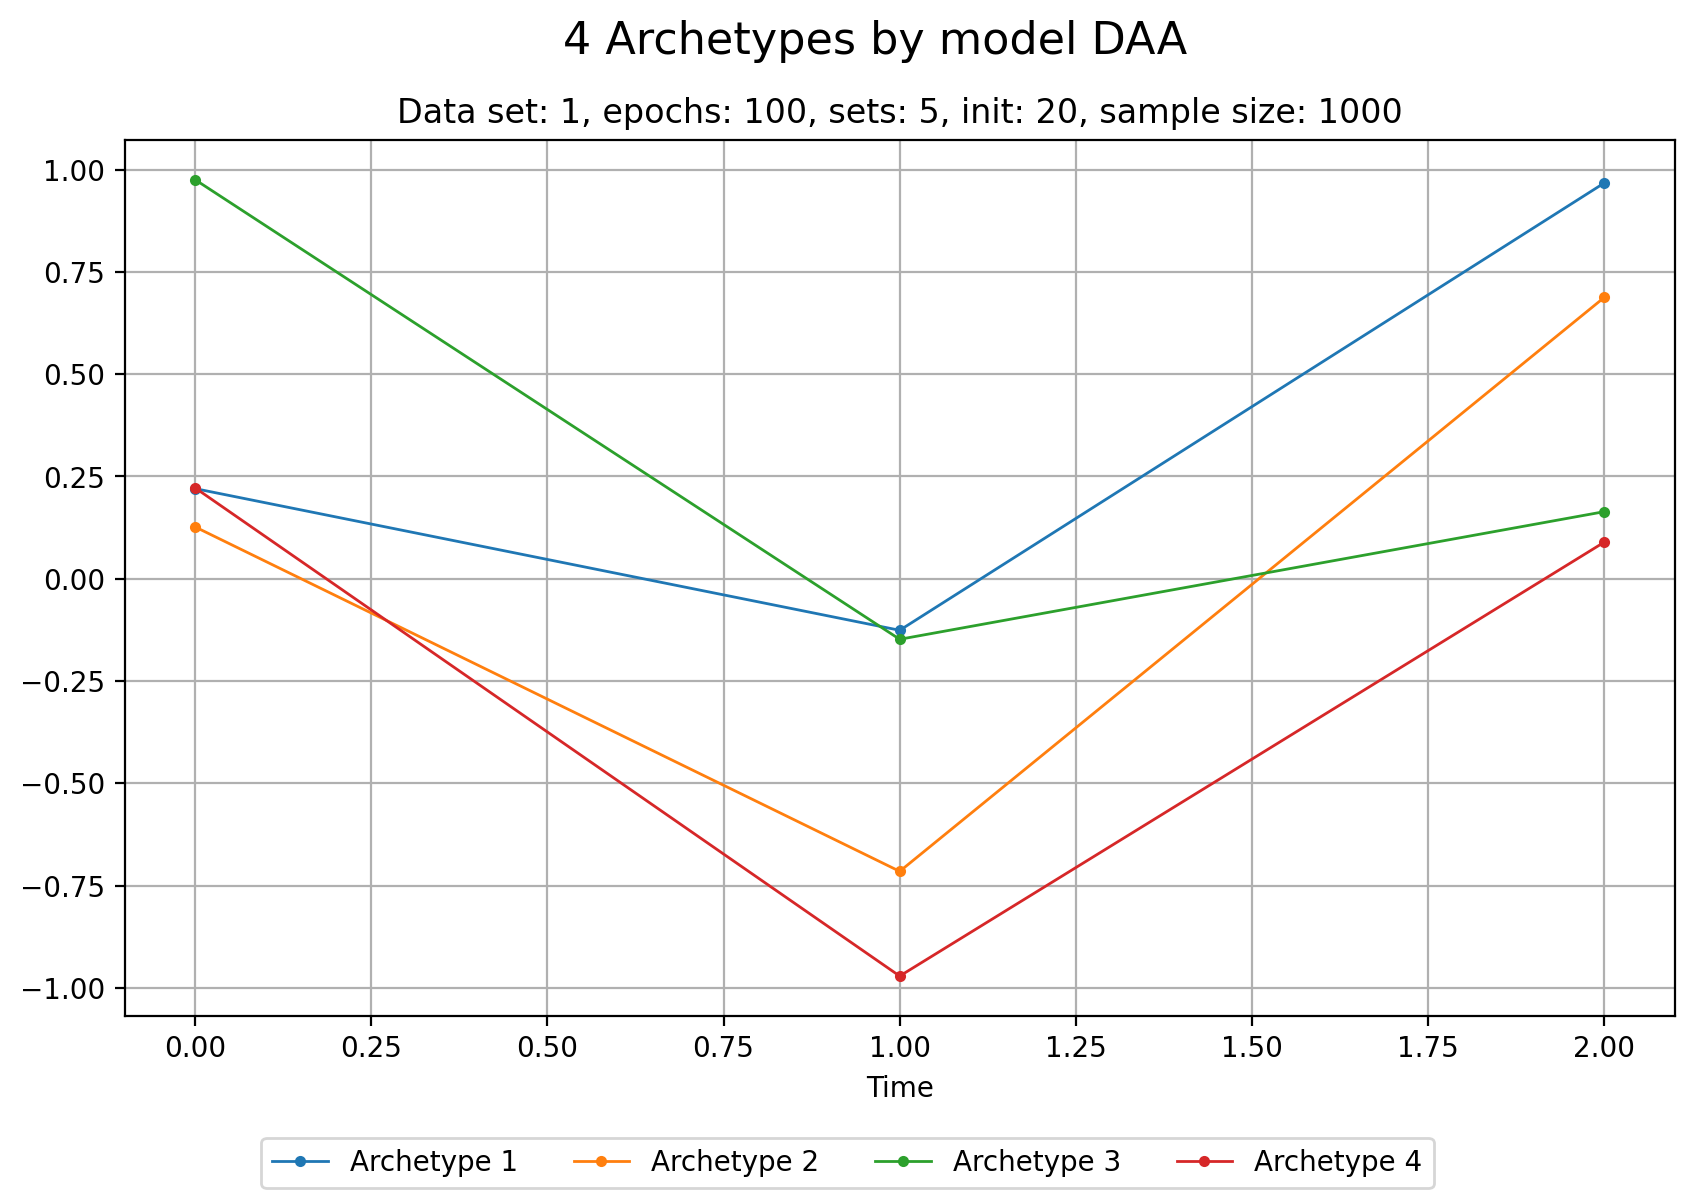 4 Archetypes by model DAA
Data set: 1, epochs: 100, sets: 5, init: 20, sample size: 1000
1.00
0.75
0.50
0.25
0.00
−0.25
−0.50
−0.75
−1.00
0.00 0.25 0.50 0.75 1.00 1.25 1.50 1.75 2.00
Time
Archetype 1 Archetype 2 Archetype 3 Archetype 4